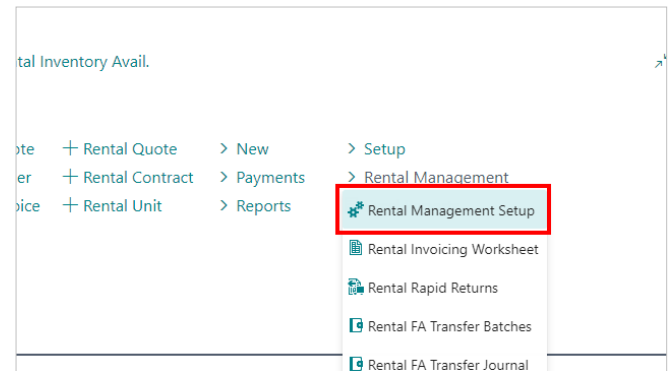 tal Inventory Avail.
ote + Rental Quote > New > Setup
er + Rental Contract > Payments > Rental Management
oice + Rental Unit > Reports
Rental Management Setup
Rental Invoicing Worksheet
Rental Rapid Returns
Rental FA Transfer Batches
Rental FA Transfer Journal